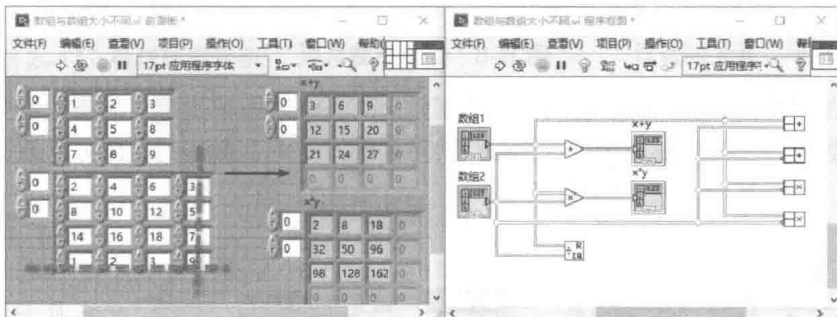 数组与数组大小不同.vi 前面板 *
文件(F) 编辑(E) 查看(V) 项目(P) 操作(O) 工具(T) 窗口(W) 帮助(
17pt 应用程序字体
0 1 2 3
0 4 5 8
7 8 9
0 2 4 6 3
0 8 10 12 5
14 16 18 7
1 2 3 9
x+y
0 3 6 9 0
0 12 15 20 0
21 24 27 0
0 0 0 0
x*y
0 2 8 18 0
0 32 50 96 0
98 128 162 0
0 0 0 0
数组与数组大小不同.vi 程序框图 *
文件(F) 编辑(E) 查看(V) 项目(P) 操作(O) 工具(T) 窗口(W)
17pt 应用程序
数组1
x+y
数组2
x*y
R
IQ